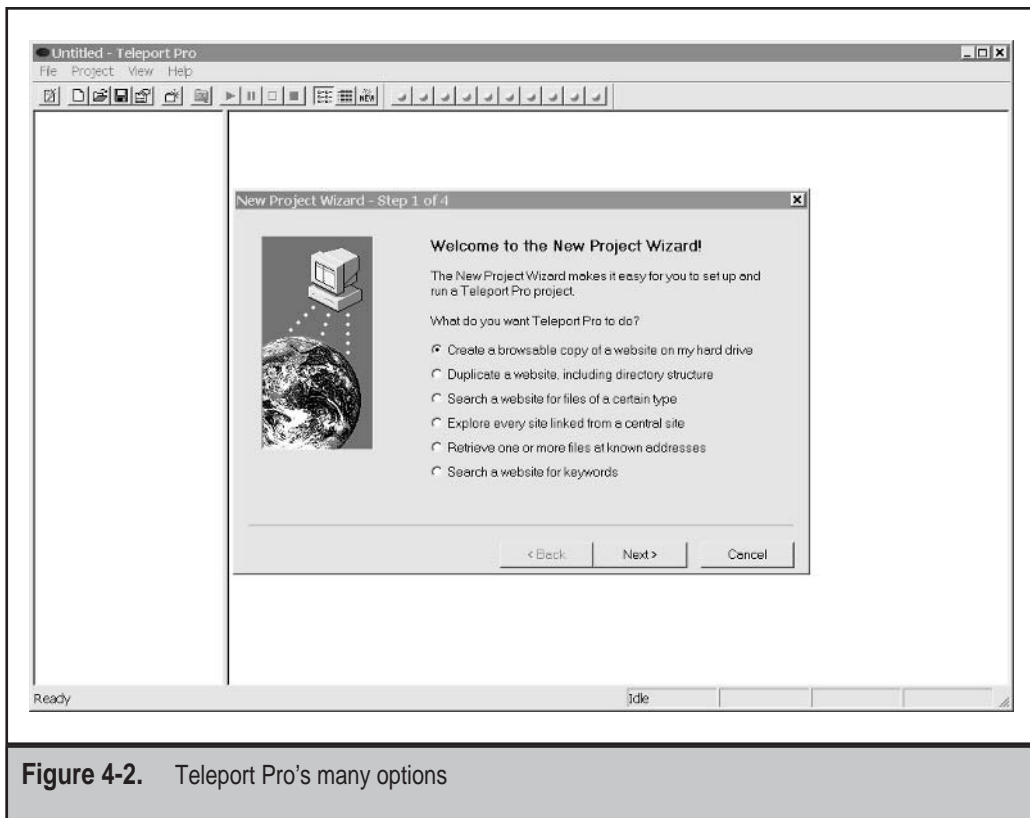 Untitled - Teleport Pro
File Project View Help
NEW
New Project Wizard - Step 1 of 4
Welcome to the New Project Wizard!
The New Project Wizard makes it easy for you to set up and
run a Teleport Pro project.
What do you want Teleport Pro to do?
Create a browsable copy of a website on my hard drive
Duplicate a website, including directory structure
Search a website for files of a certain type
Explore every site linked from a central site
Retrieve one or more files at known addresses
Search a website for keywords
< Back Next > Cancel
Ready Idle
Figure 4-2. Teleport Pro's many options